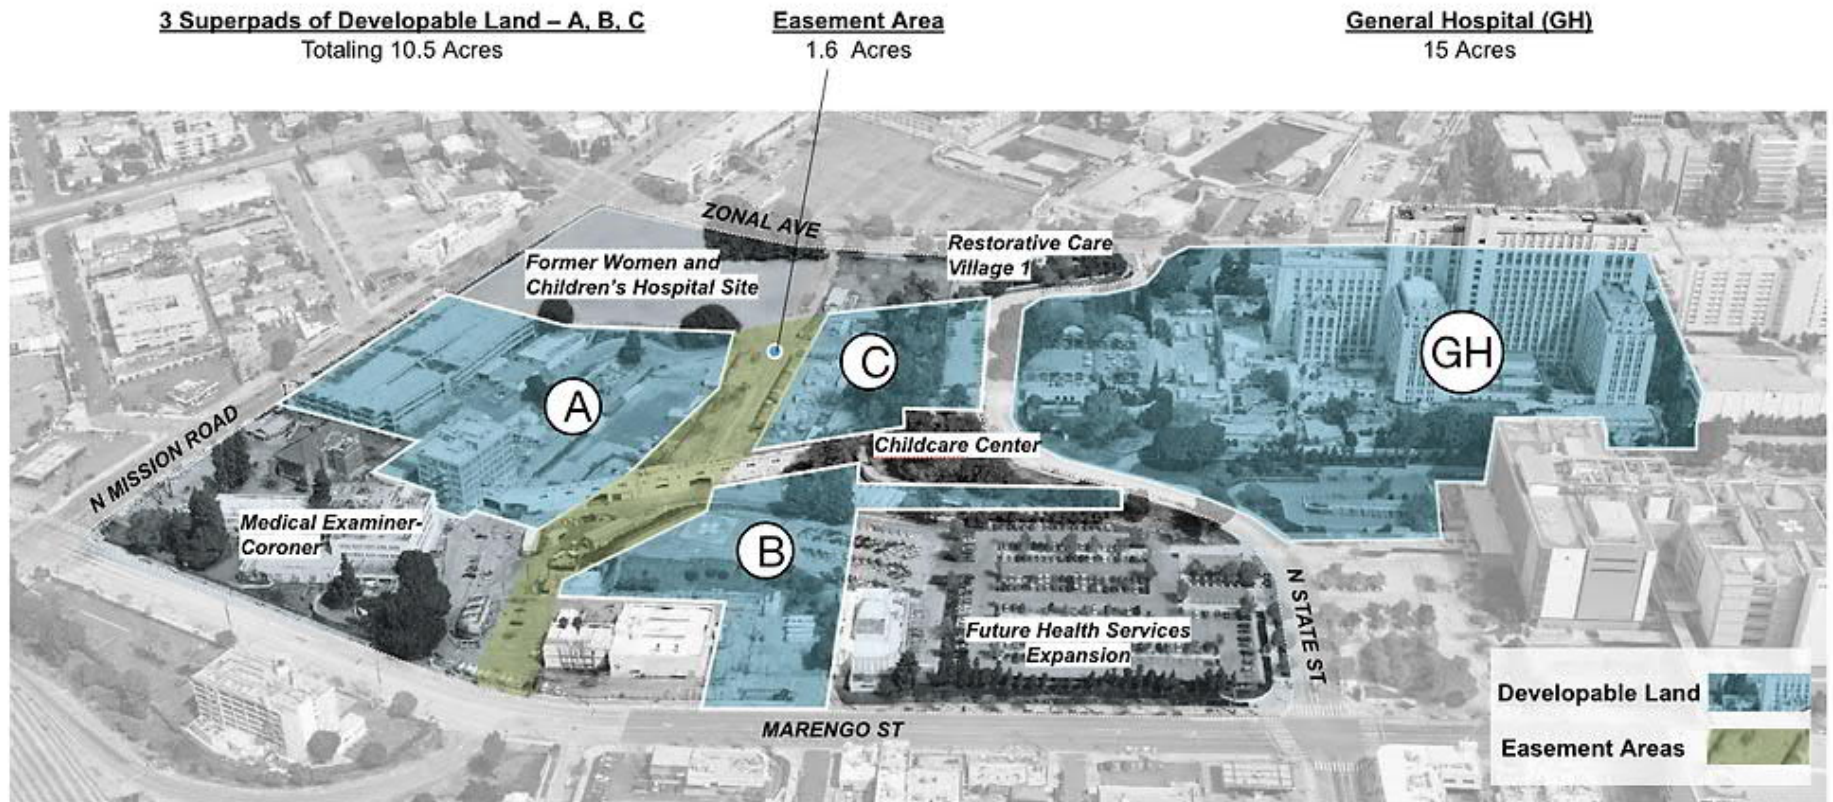 3 Superpads of Developable Land – A, B, C
Totaling 10.5 Acres
Easement Area
1.6 Acres
General Hospital (GH)
15 Acres
ZONAL AVE
Former Women and
Children's Hospital Site
Restorative Care
Village 1
A
C
GH
Childcare Center
N MISSION ROAD
Medical Examiner-
Coroner
B
Future Health Services
Expansion
N STATE ST
MARENGO ST
Developable Land
Easement Areas